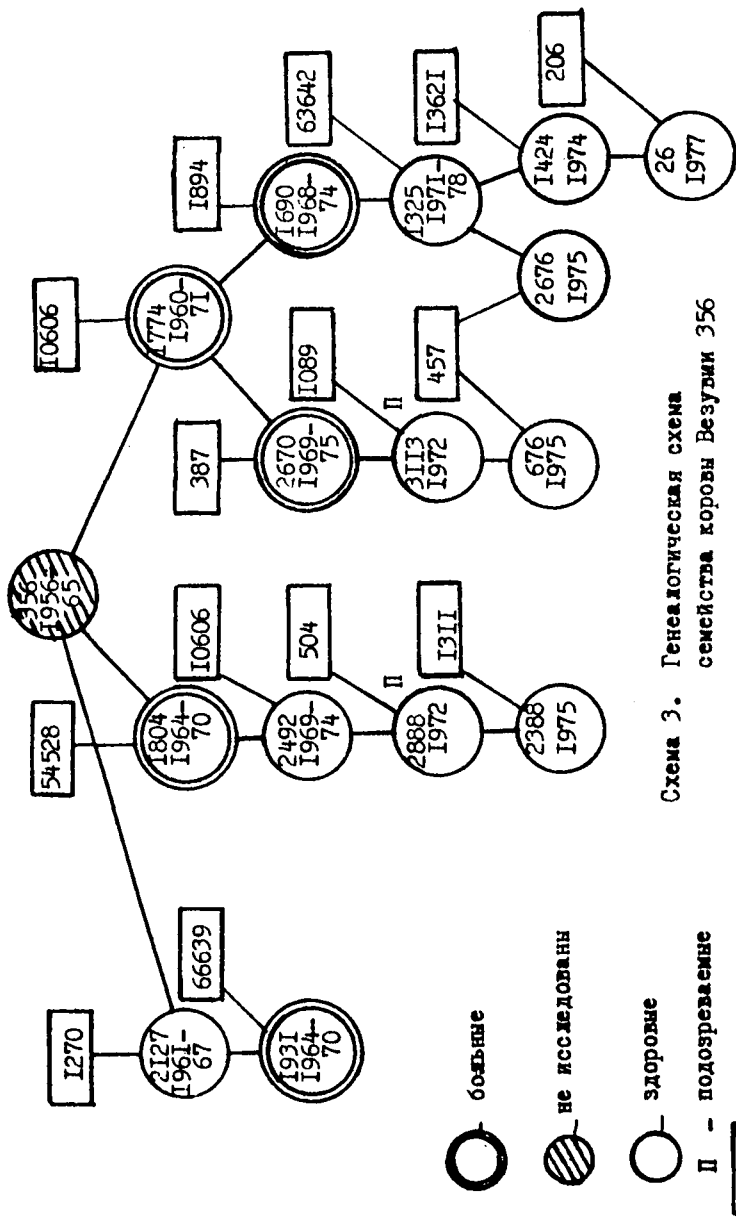 356
I956-
65
I270
54528
I0606
2I27
I96I-
67
I804
I964-
70
I774
I960-
7I
66639
I0606
387
I894
I93I
I964-
70
2492
I969-
74
2670
I969-
75
I690
I968-
74
504
I089
63642
2888
I972
П
3II3
I972
П
I325
I97I-
78
I3II
457
I362I
2388
I975
676
I975
2676
I975
I424
I974
206
26
I977
больные
не исследованы
здоровые
П - подозреваемые
Схема 3. Генеалогическая схема
семейства коровы Везувии 356